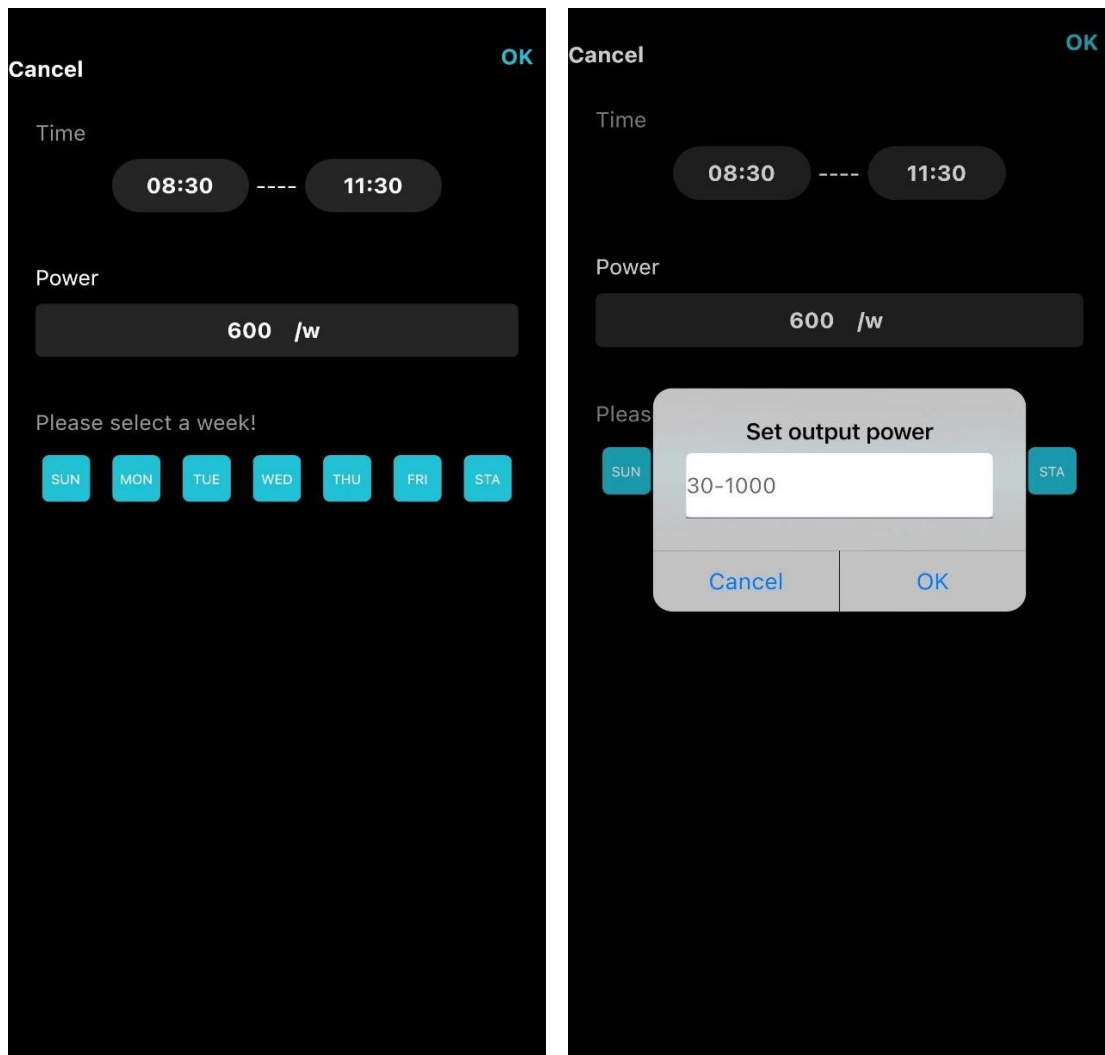 Cancel OK
Time
08:30 ---- 11:30
Power
600 /w
Please select a week!
SUN MON TUE WED THU FRI STA
Cancel OK
Time
08:30 ---- 11:30
Power
600 /w
Pleas
Set output power
SUN STA
30-1000
Cancel OK